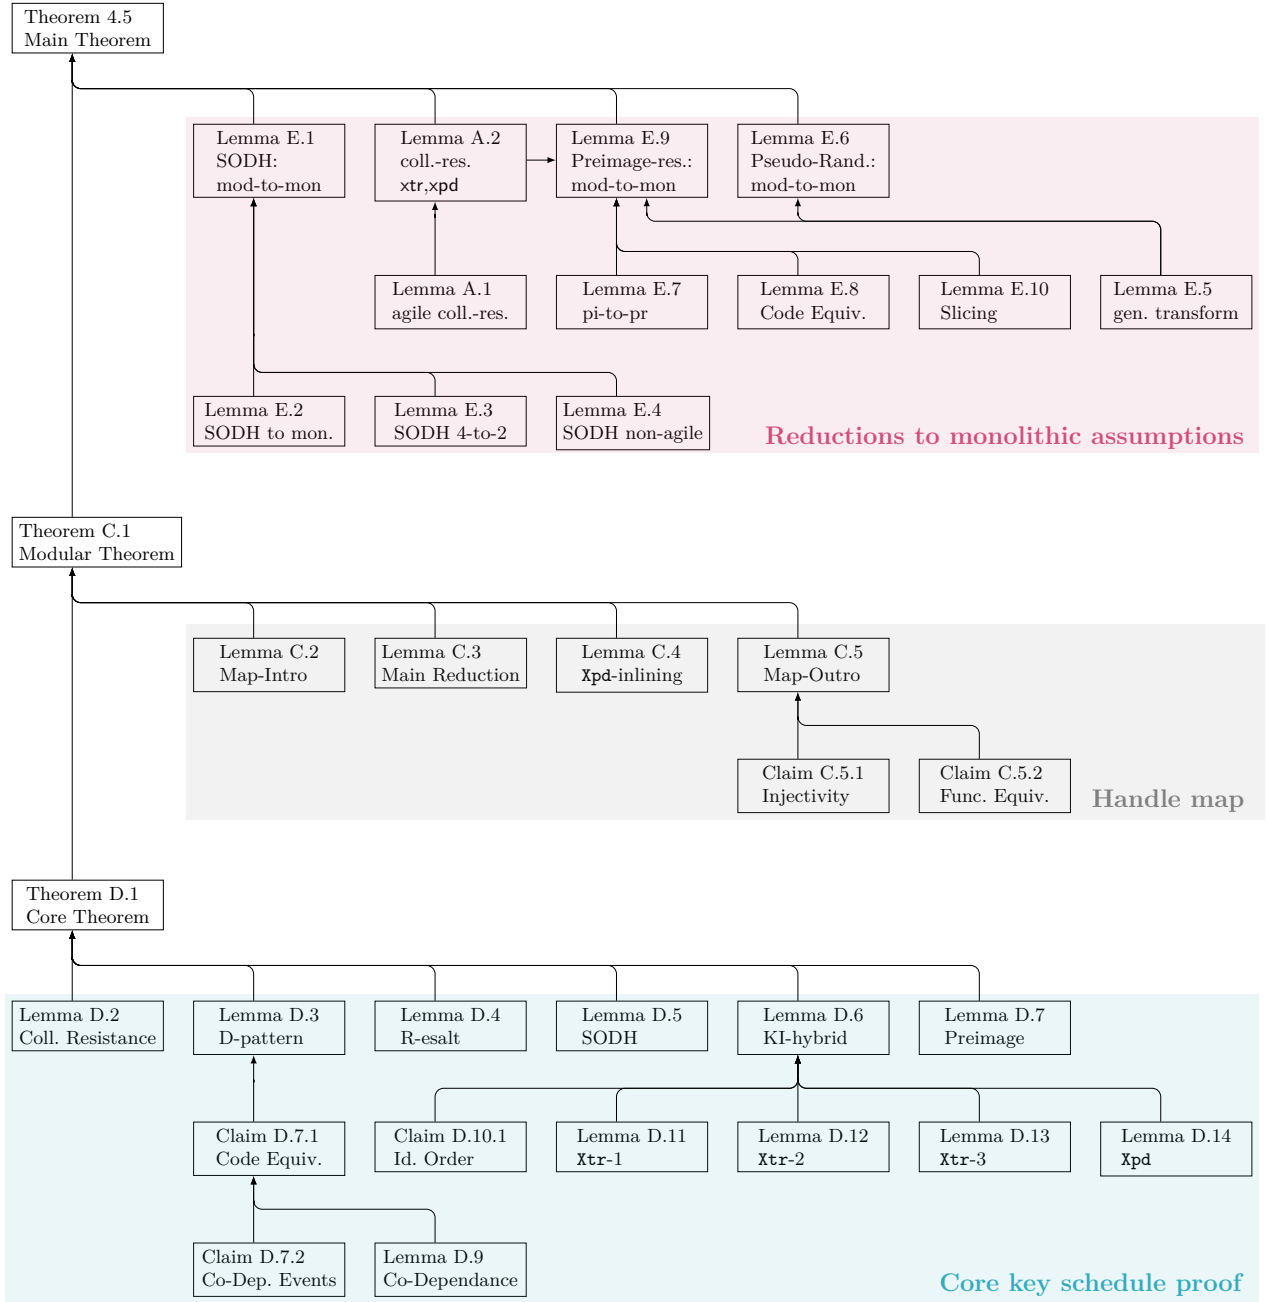 Theorem 4.5
Main Theorem
Lemma E.1
SODH:
mod-to-mon
Lemma A.2
coll.-res.
xtr,xpd
Lemma E.9
Preimage-res.:
mod-to-mon
Lemma E.6
Pseudo-Rand.:
mod-to-mon
Lemma A.1
agile coll.-res.
Lemma E.7
pi-to-pr
Lemma E.8
Code Equiv.
Lemma E.10
Slicing
Lemma E.5
gen. transform
Lemma E.2
SODH to mon.
Lemma E.3
SODH 4-to-2
Lemma E.4
SODH non-agile
Reductions to monolithic assumptions
Theorem C.1
Modular Theorem
Lemma C.2
Map-Intro
Lemma C.3
Main Reduction
Lemma C.4
Xpd-inlining
Lemma C.5
Map-Outro
Claim C.5.1
Injectivity
Claim C.5.2
Func. Equiv.
Handle map
Theorem D.1
Core Theorem
Lemma D.2
Coll. Resistance
Lemma D.3
D-pattern
Lemma D.4
R-esalt
Lemma D.5
SODH
Lemma D.6
KI-hybrid
Lemma D.7
Preimage
Claim D.7.1
Code Equiv.
Claim D.10.1
Id. Order
Lemma D.11
Xtr-1
Lemma D.12
Xtr-2
Lemma D.13
Xtr-3
Lemma D.14
Xpd
Claim D.7.2
Co-Dep. Events
Lemma D.9
Co-Dependance
Core key schedule proof